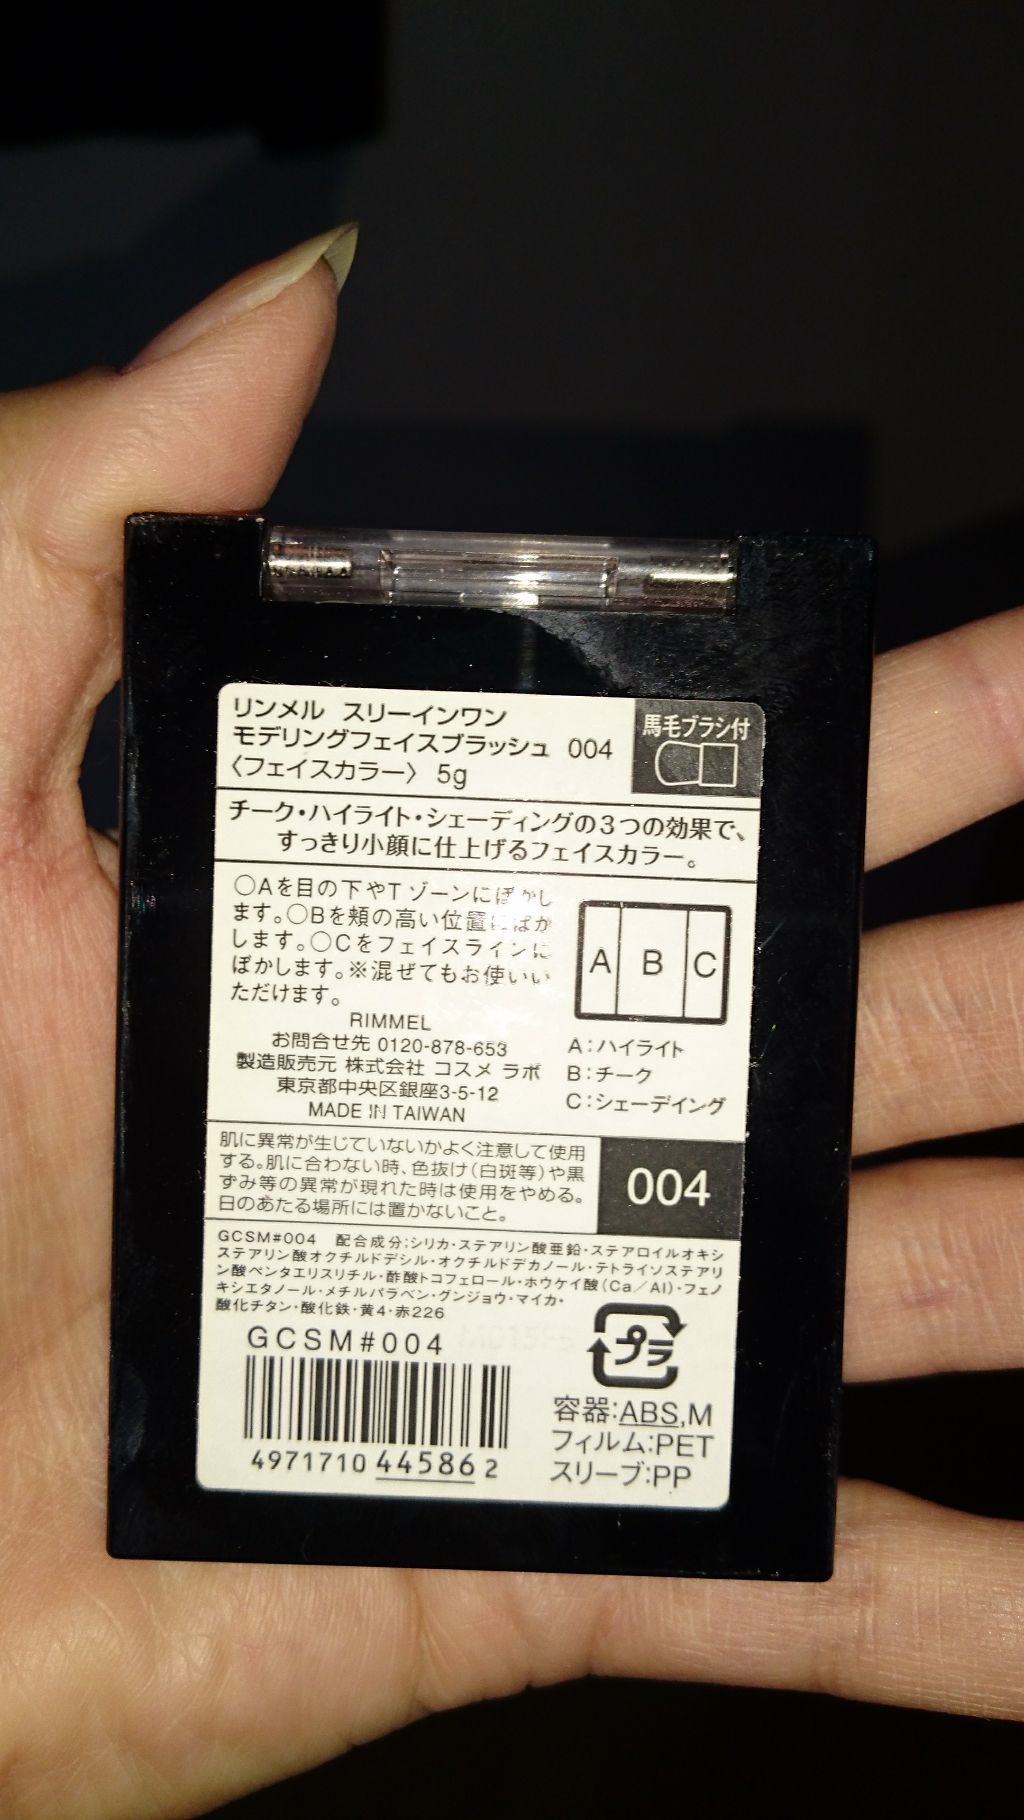 リンメル スリーインワン
モデリングフェイスブラッシュ 004
〈フェイスカラー〉 5g
馬毛ブラシ付
チーク・ハイライト・シェーディングの3つの効果で、
すっきり小顔に仕上げるフェイスカラー。
○Aを目の下やTゾーンにぼかし
ます。○Bを頬の高い位置にぼか
します。○Cをフェイスラインに
ぼかします。※混ぜてもお使いい
ただけます。
A B C
A:ハイライト
B:チーク
C:シェーデイング
RIMMEL
お問合せ先 0120-878-653
製造販売元 株式会社 コスメ ラボ
東京都中央区銀座3-5-12
MADE IN TAIWAN
肌に異常が生じていないかよく注意して使用
する。肌に合わない時、色抜け(白斑等)や黒
ずみ等の異常が現れた時は使用をやめる。
日のあたる場所には置かないこと。
004
GCSM#004 配合成分;シリカ・ステアリン酸亜鉛・ステアロイルオキシ
ステアリン酸オクチルドデシル・オクチルドデカノール・テトライソステアリ
ン酸ペンタエリスリチル・酢酸トコフェロール・ホウケイ酸(Ca/Al)・フェノ
キシエタノール・メチルパラベン・グンジョウ・マイカ・
酸化チタン・酸化鉄・黄4・赤226
GCSM#004
4971710 445862
プラ
容器:ABS,M
フィルム:PET
スリーブ:PP